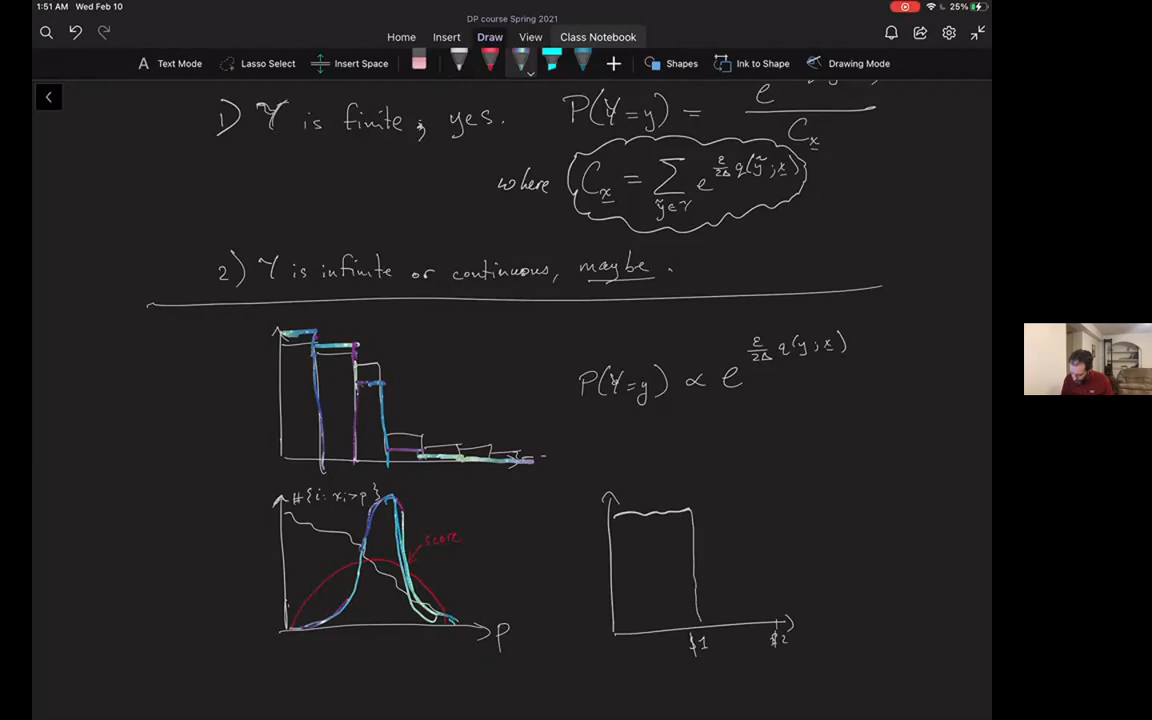 1:51 AM Wed Feb 10
25%
DP course Spring 2021
Home Insert Draw View Class Notebook
Text Mode Lasso Select Insert Space Shapes Ink to Shape Drawing Mode
1) Y is finite; yes. P(Y=y) = e / C_x
where C_x = Σ_{ỹ∈Y} e^{ε/2Δ q(ỹ;x)}
2) Y is infinite or continuous, maybe.
P(Y=y) ∝ e^{ε/2Δ q(y;x)}
#{i: x_i>p}
score
p
$1 $2